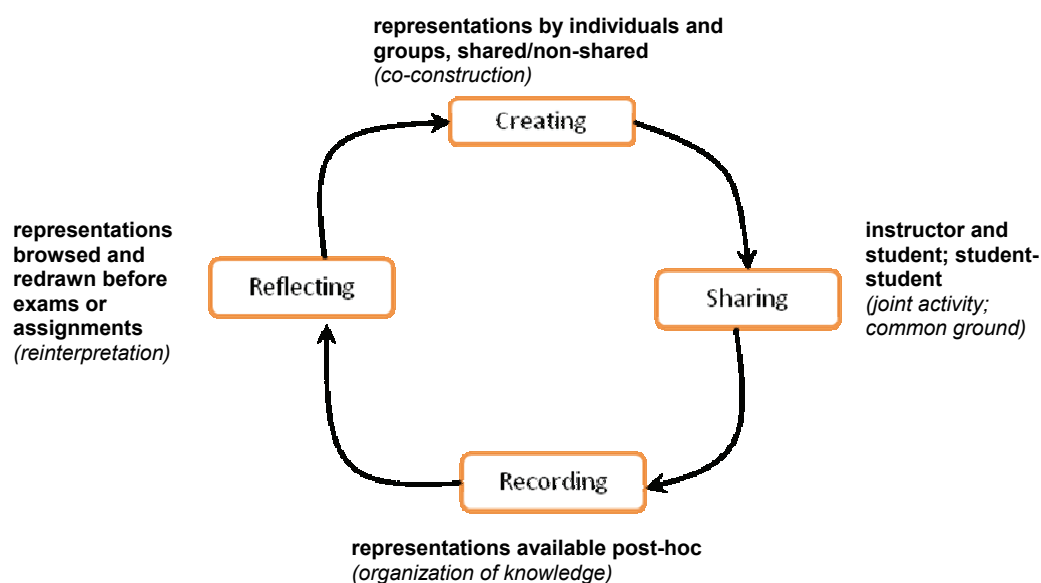 representations by individuals and
groups, shared/non-shared
(co-construction)
Creating
representations
browsed and
redrawn before
exams or
assignments
(reinterpretation)
Reflecting
Sharing
instructor and
student; student-
student
(joint activity;
common ground)
Recording
representations available post-hoc
(organization of knowledge)